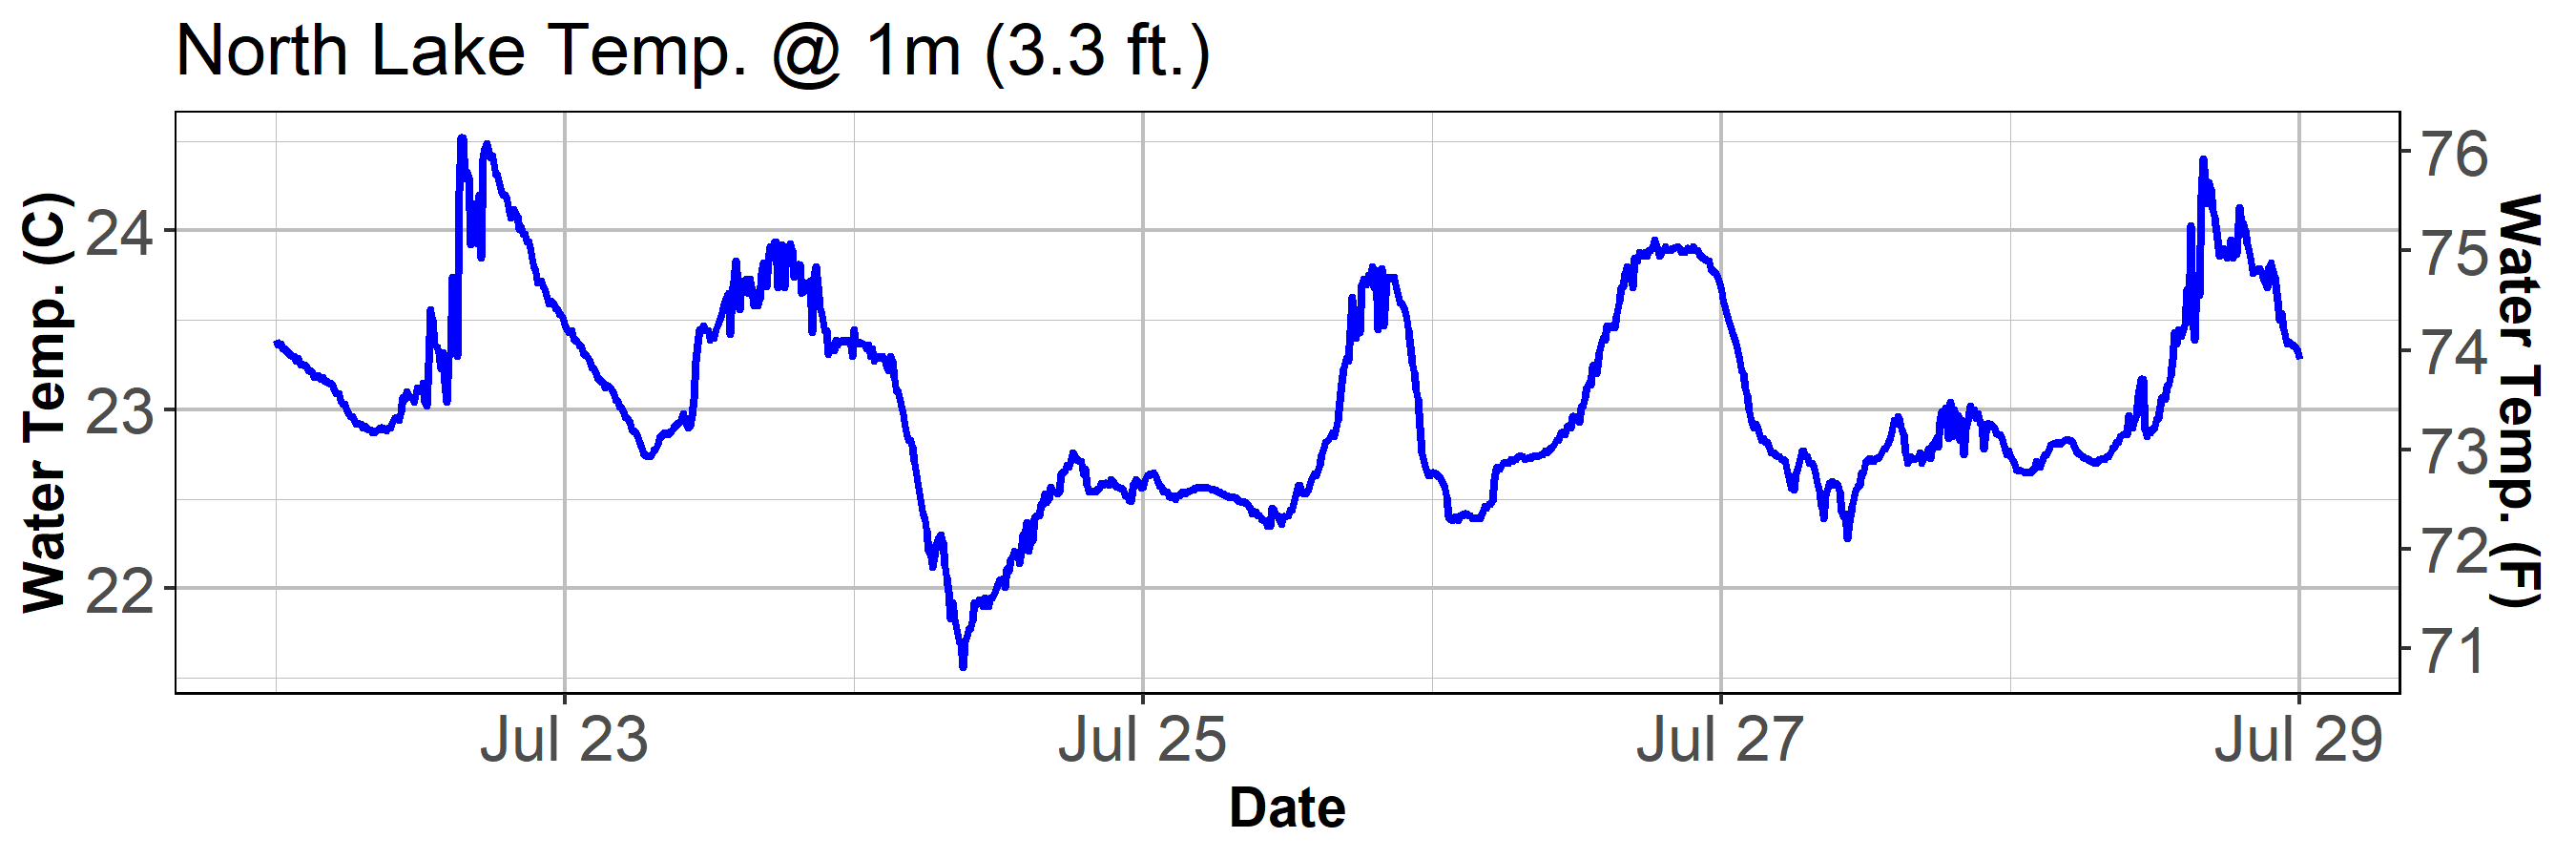 North Lake Temp. @ 1m (3.3 ft.)
Water Temp. (C)
24
23
22
76
75
74
73
72
71
Water Temp. (F)
Jul 23 Jul 25 Jul 27 Jul 29
Date